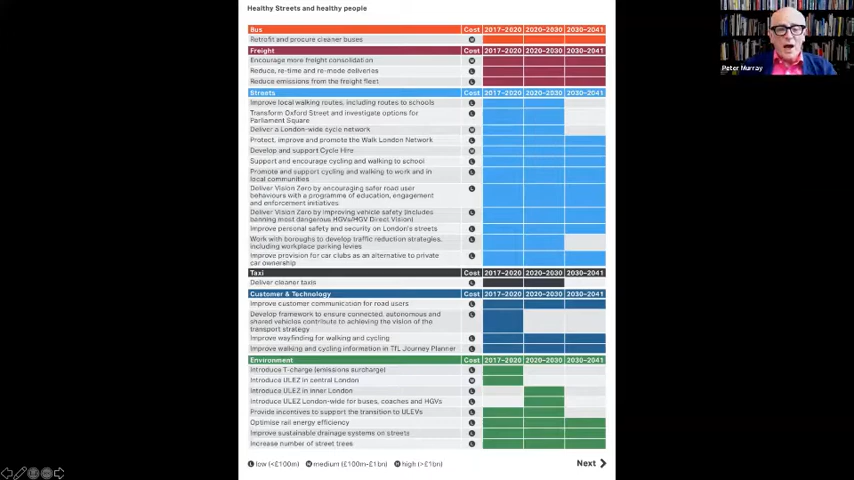 Healthy Streets and healthy people
Bus Cost 2017–2020 2020–2030 2030–2041
Retrofit and procure cleaner buses M
Freight Cost 2017–2020 2020–2030 2030–2041
Encourage more freight consolidation M
Reduce, re-time and re-mode deliveries L
Reduce emissions from the freight fleet L
Streets Cost 2017–2020 2020–2030 2030–2041
Improve local walking routes, including routes to schools L
Transform Oxford Street and investigate options for L
Parliament Square
Deliver a London-wide cycle network M
Protect, improve and promote the Walk London Network L
Develop and support Cycle Hire M
Support and encourage cycling and walking to school L
Promote and support cycling and walking to work and in L
local communities
Deliver Vision Zero by encouraging safer road user L
behaviours with a programme of education, engagement
and enforcement initiatives
Deliver Vision Zero by improving vehicle safety (includes L
banning most dangerous HGVs/HGV Direct Vision)
Improve personal safety and security on London's streets
Work with boroughs to develop traffic reduction strategies, L
including workplace parking levies
Improve provision for car clubs as an alternative to private L
car ownership
Taxi Cost 2017–2020 2020–2030 2030–2041
Deliver cleaner taxis L
Customer & Technology Cost 2017–2020 2020–2030 2030–2041
Improve customer communication for road users L
Develop framework to ensure connected, autonomous and L
shared vehicles contribute to achieving the vision of the
transport strategy
Improve wayfinding for walking and cycling L
Improve walking and cycling information in TfL Journey Planner L
Environment Cost 2017–2020 2020–2030 2030–2041
Introduce T-charge (emissions surcharge) L
Introduce ULEZ in central London M
Introduce ULEZ in inner London L
Introduce ULEZ London-wide for buses, coaches and HGVs L
Provide incentives to support the transition to ULEVs L
Optimise rail energy efficiency L
Improve sustainable drainage systems on streets L
Increase number of street trees L
L low (<£100m) M medium (£100m-£1bn) H high (>£1bn)
Next
Peter Murray